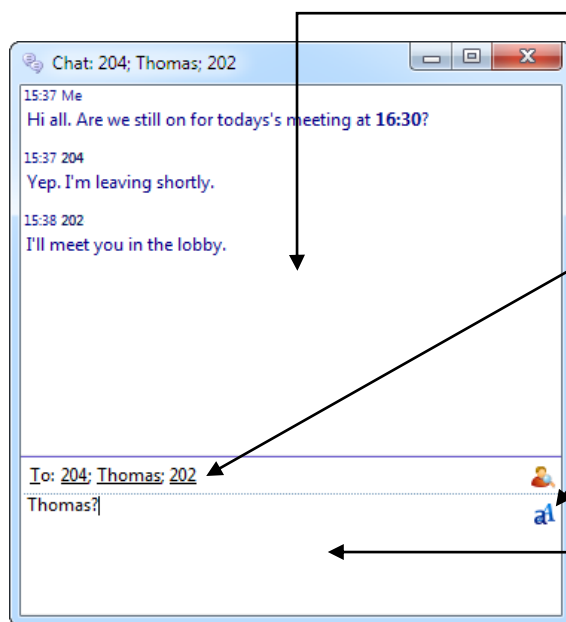 Chat: 204; Thomas; 202
15:37 Me
Hi all. Are we still on for todays's meeting at 16:30?
15:37 204
Yep. I'm leaving shortly.
15:38 202
I'll meet you in the lobby.
To: 204; Thomas; 202
Thomas?